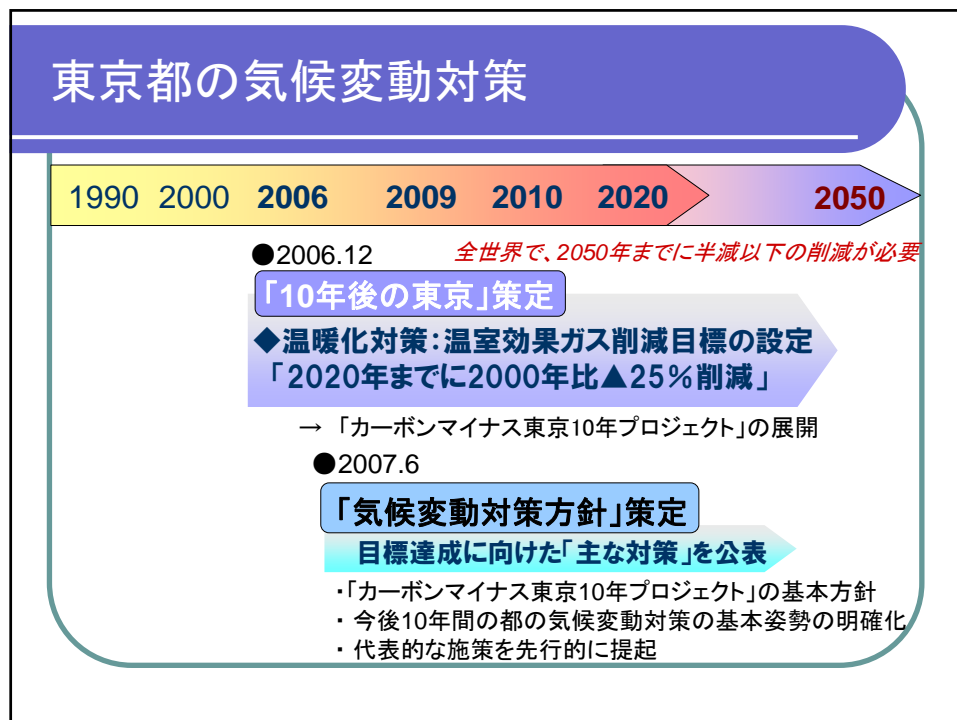 東京都の気候変動対策
1990 2000 2006 2009 2010 2020 2050
●2006.12
全世界で、2050年までに半減以下の削減が必要
「10年後の東京」策定
◆温暖化対策：温室効果ガス削減目標の設定
「2020年までに2000年比▲25％削減」
→ 「カーボンマイナス東京10年プロジェクト」の展開
●2007.6
「気候変動対策方針」策定
目標達成に向けた「主な対策」を公表
・「カーボンマイナス東京10年プロジェクト」の基本方針
・ 今後10年間の都の気候変動対策の基本姿勢の明確化
・ 代表的な施策を先行的に提起